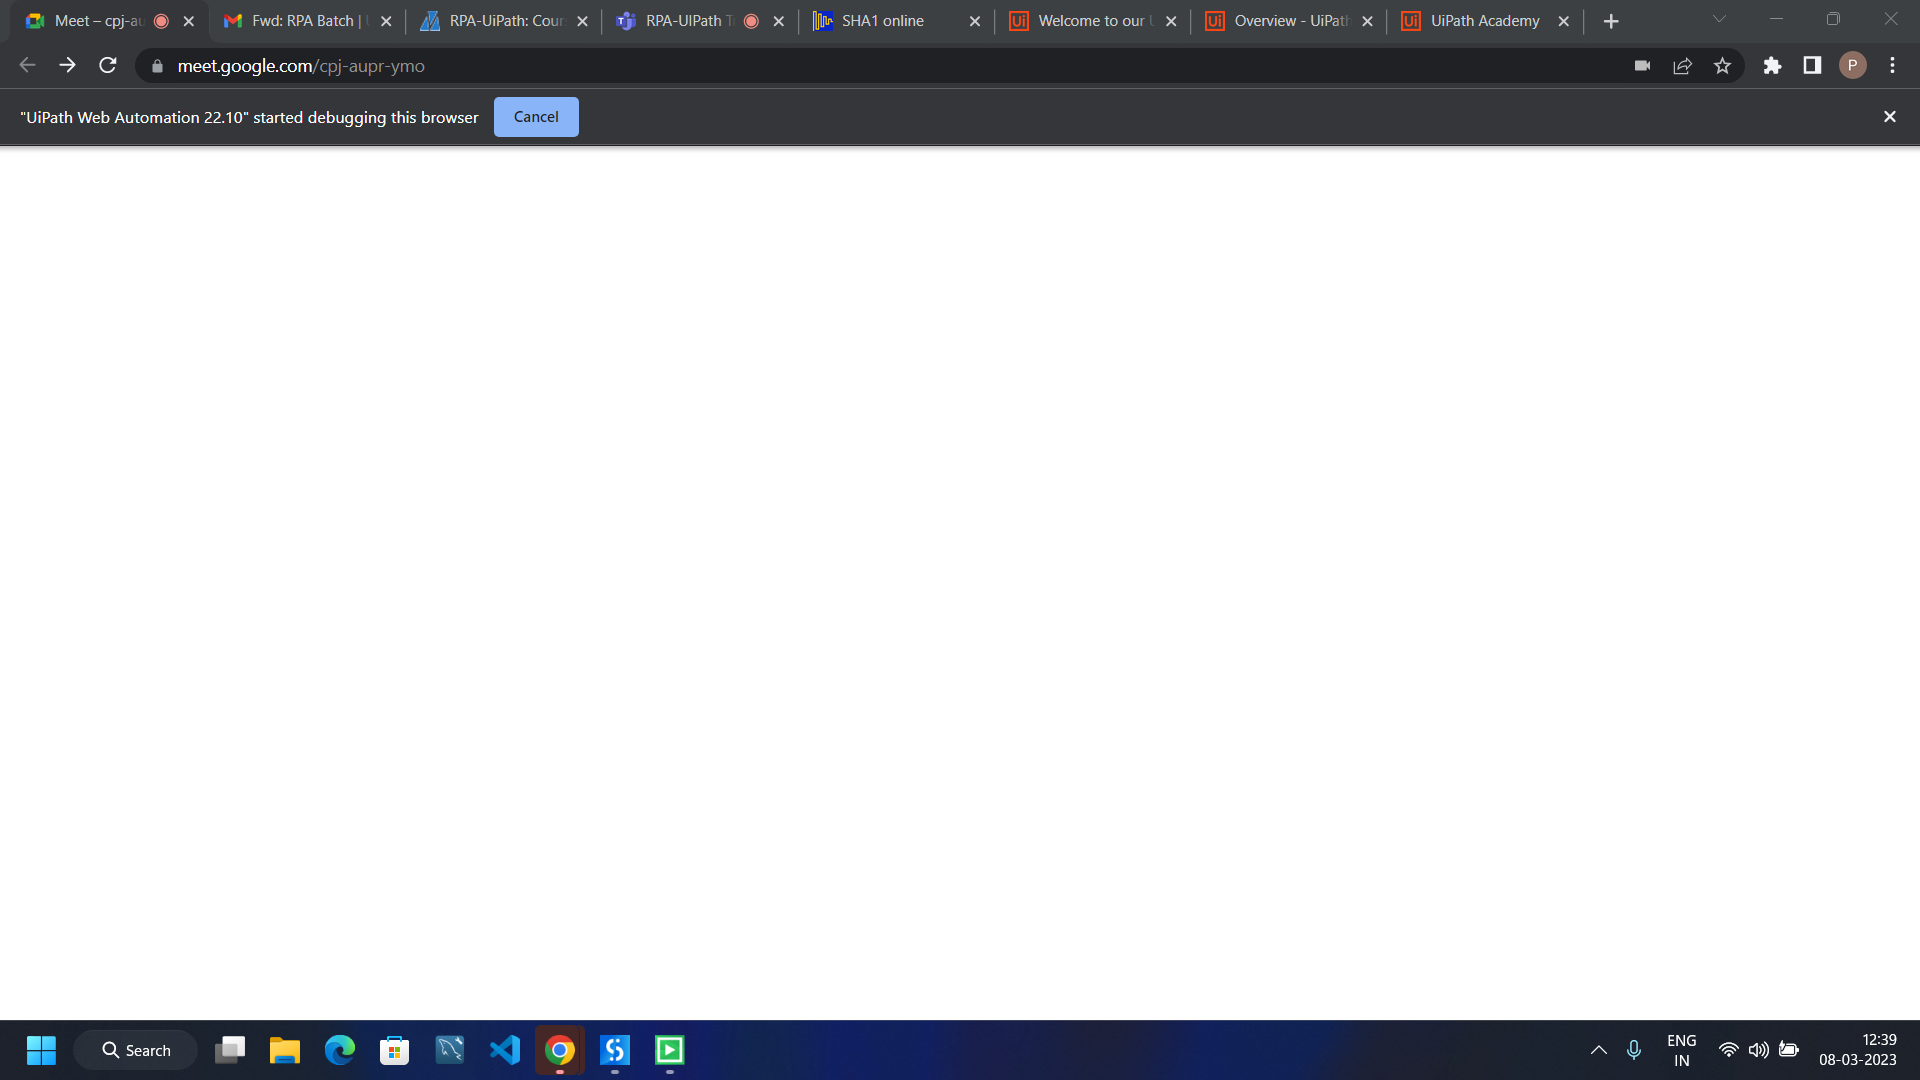 Meet – cpj-au
Fwd: RPA Batch |
RPA-UiPath: Cour
RPA-UIPath T
SHA1 online
Welcome to our U
Overview - UiPath
UiPath Academy
meet.google.com/cpj-aupr-ymo
P
"UiPath Web Automation 22.10" started debugging this browser
Cancel
Search
ENG
IN
12:39
08-03-2023